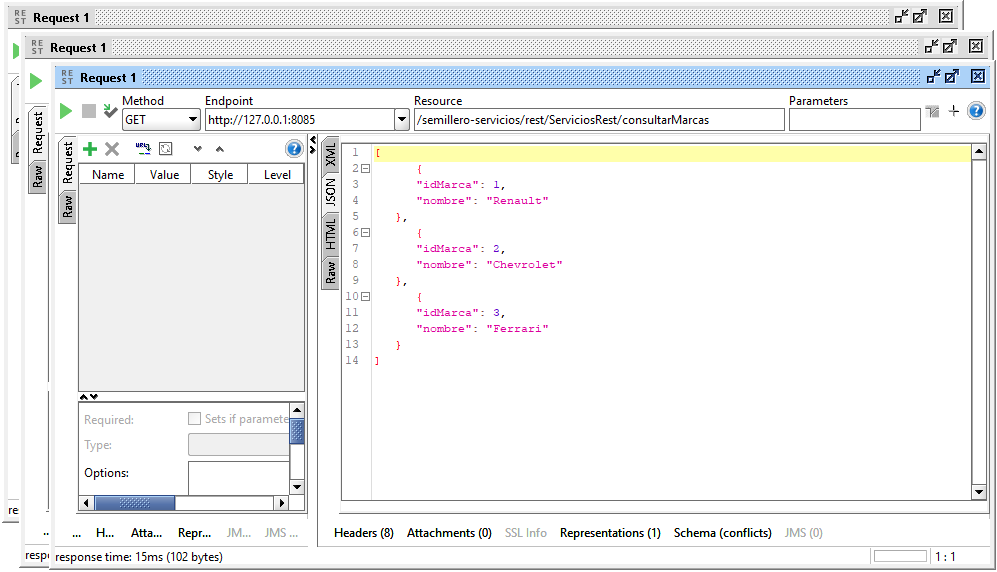 RE ST Request 1
RE ST Request 1
RE ST Request 1
Method Endpoint Resource Parameters
GET http://127.0.0.1:8085 /semillero-servicios/rest/ServiciosRest/consultarMarcas
Request
Raw
Request
Raw
Name Value Style Level
Required: Sets if paramete
Type:
Options:
XML
JSON
HTML
Raw
1 [
2 {
3 "idMarca": 1,
4 "nombre": "Renault"
5 },
6 {
7 "idMarca": 2,
8 "nombre": "Chevrolet"
9 },
10 {
11 "idMarca": 3,
12 "nombre": "Ferrari"
13 }
14 ]
... H... Atta... Repr... JM... JMS ...
Headers (8) Attachments (0) SSL Info Representations (1) Schema (conflicts) JMS (0)
re
respo
response time: 15ms (102 bytes)
1 : 1